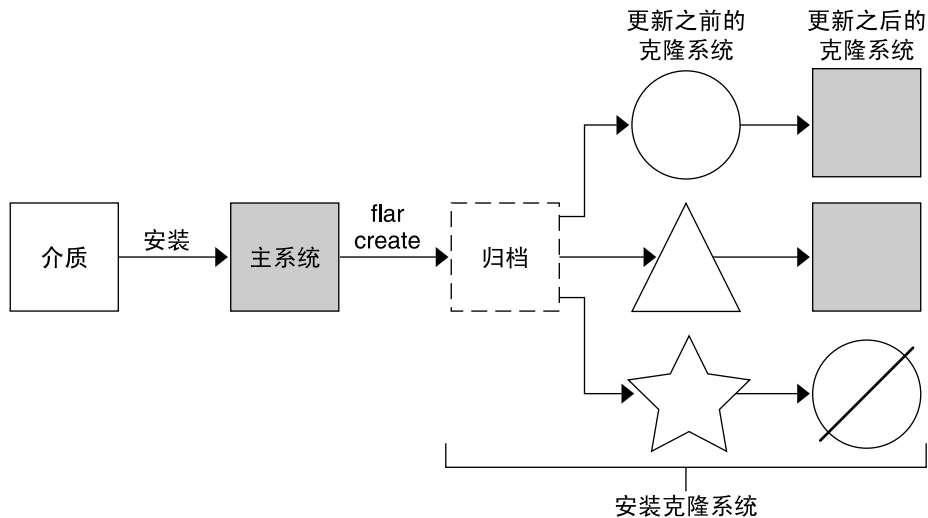 更新之前的
克隆系统
更新之后的
克隆系统
介质
安装
主系统
flar
create
归档
安装克隆系统